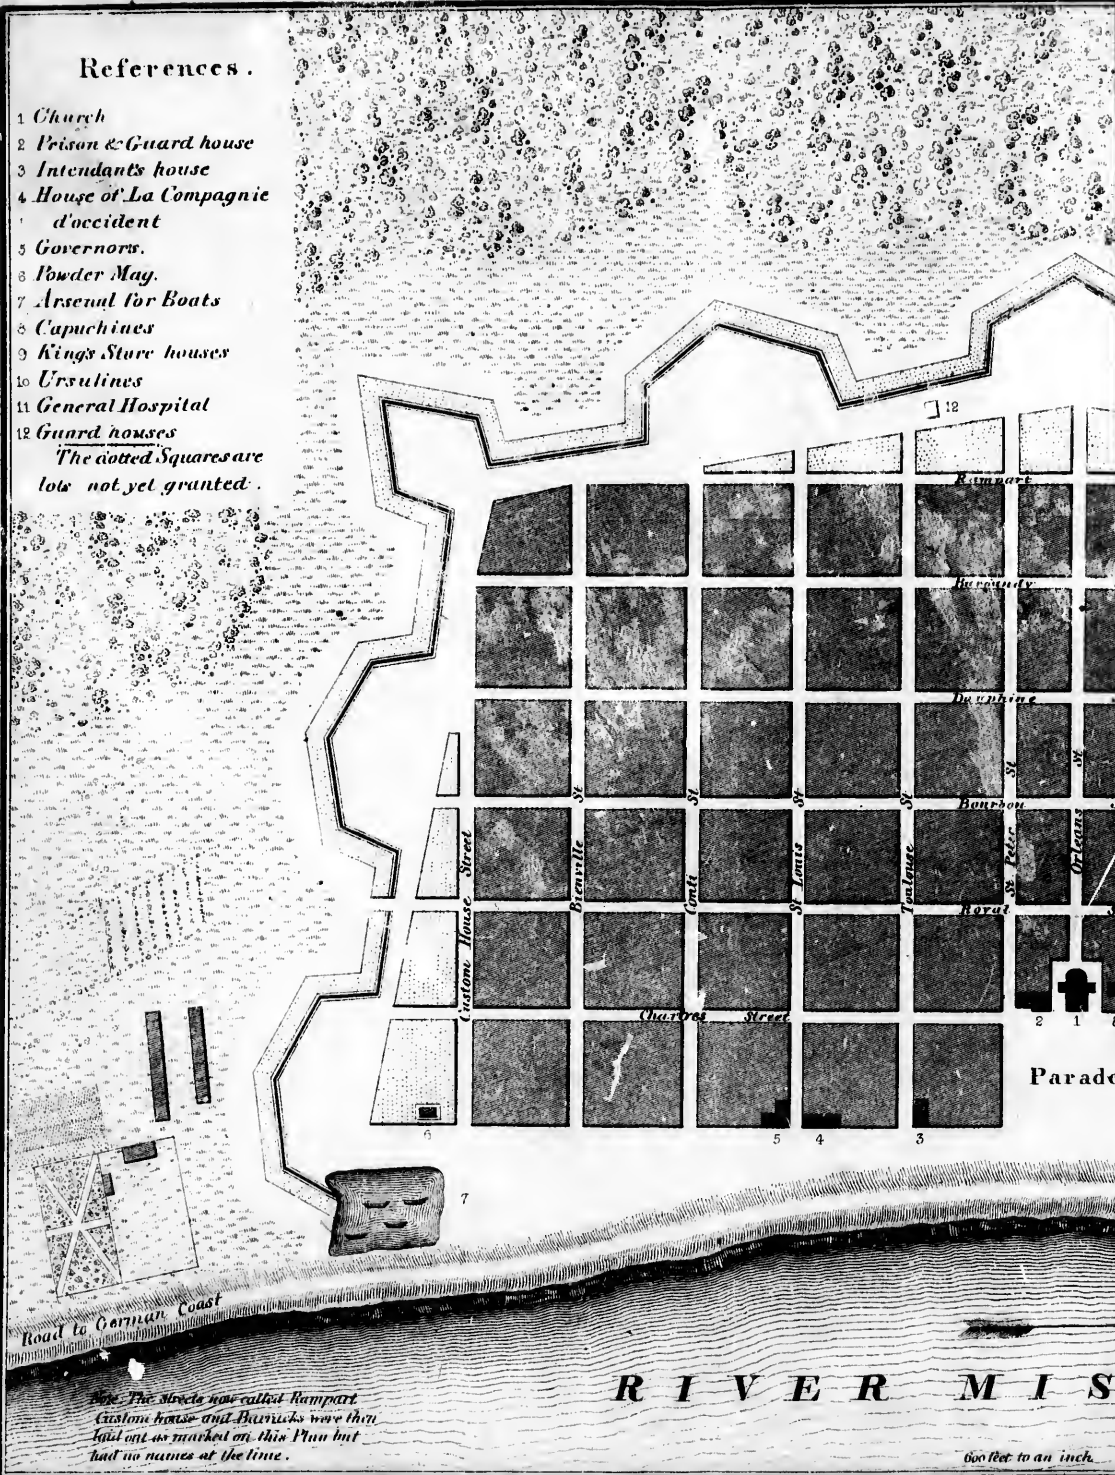 References.
1 Church
2 Prison & Guard house
3 Intendant's house
4 House of La Compagnie
d'occident
5 Governors.
6 Powder Mag.
7 Arsenal for Boats
8 Capuchines
9 King's Store houses
10 Ursulines
11 General Hospital
12 Guard houses
The dotted Squares are
lots not yet granted.
12
Rampart
Burgundy
Dauphine
Bourbon
Royal
Chartres Street
Custom House Street
Bienville St
Conti St
St Louis St
Toulouse St
St Peter St
Orleans St
2 1
Parade
6 5 4 3
7
Road to German Coast
RIVER MIS
Note. The streets now called Rampart
Custom house and Barracks were then
laid out as marked on this Plan but
had no names at the time.
600 feet to an inch